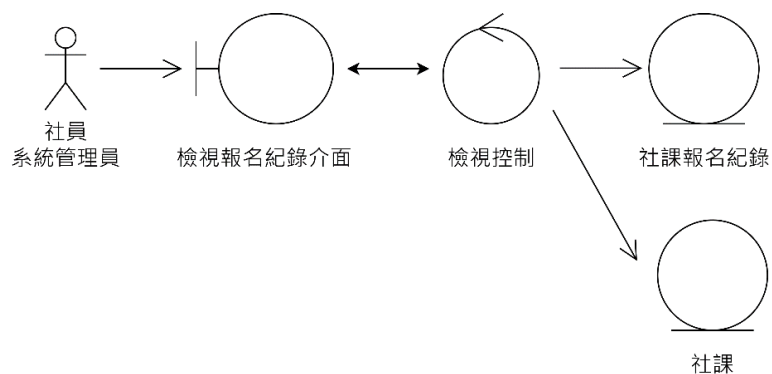 社員
系統管理員
檢視報名紀錄介面
檢視控制
社課報名紀錄
社課